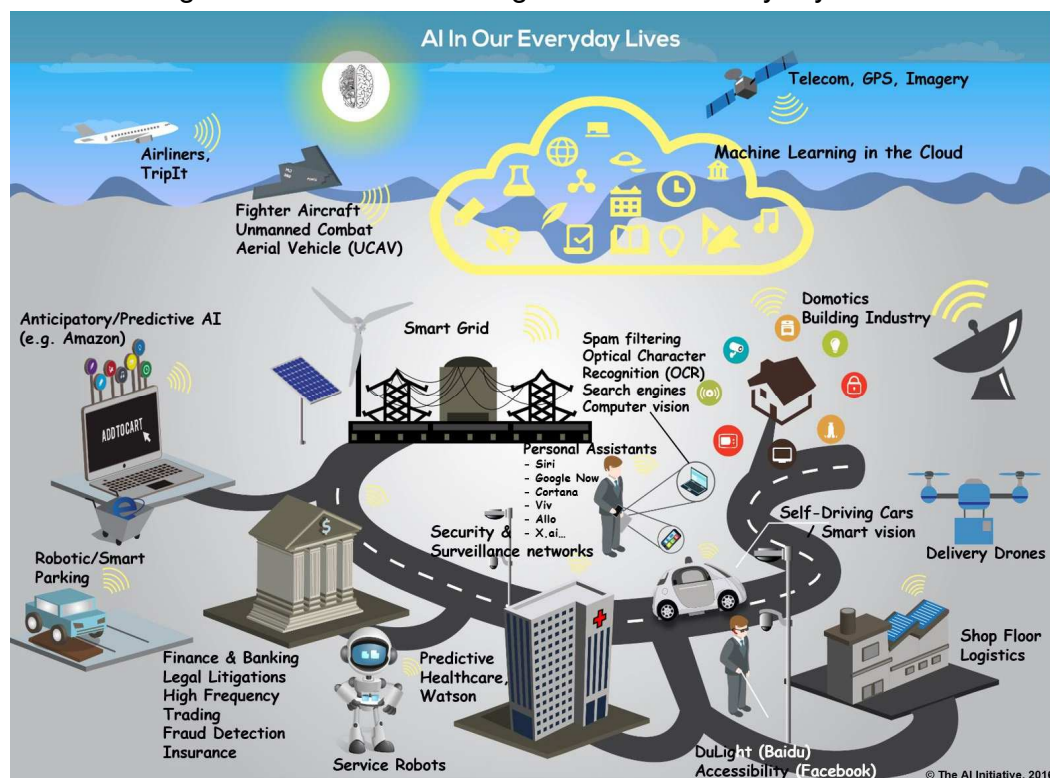 AI In Our Everyday Lives
Telecom, GPS, Imagery
Airliners,
TripIt
Machine Learning in the Cloud
Fighter Aircraft
Unmanned Combat
Aerial Vehicle (UCAV)
Anticipatory/Predictive AI
(e.g. Amazon)
ADD TO CART
Smart Grid
Spam filtering
Optical Character
Recognition (OCR)
Search engines
Computer vision
Domotics
Building Industry
Personal Assistants
- Siri
- Google Now
- Cortana
- Viv
- Allo
- X.ai...
Security &
Surveillance networks
Self-Driving Cars
/ Smart vision
Delivery Drones
Robotic/Smart
Parking
$
Finance & Banking
Legal Litigations
High Frequency
Trading
Fraud Detection
Insurance
Service Robots
Predictive
Healthcare,
Watson
Shop Floor
Logistics
DuLight (Baidu)
Accessibility (Facebook)
© The AI Initiative,